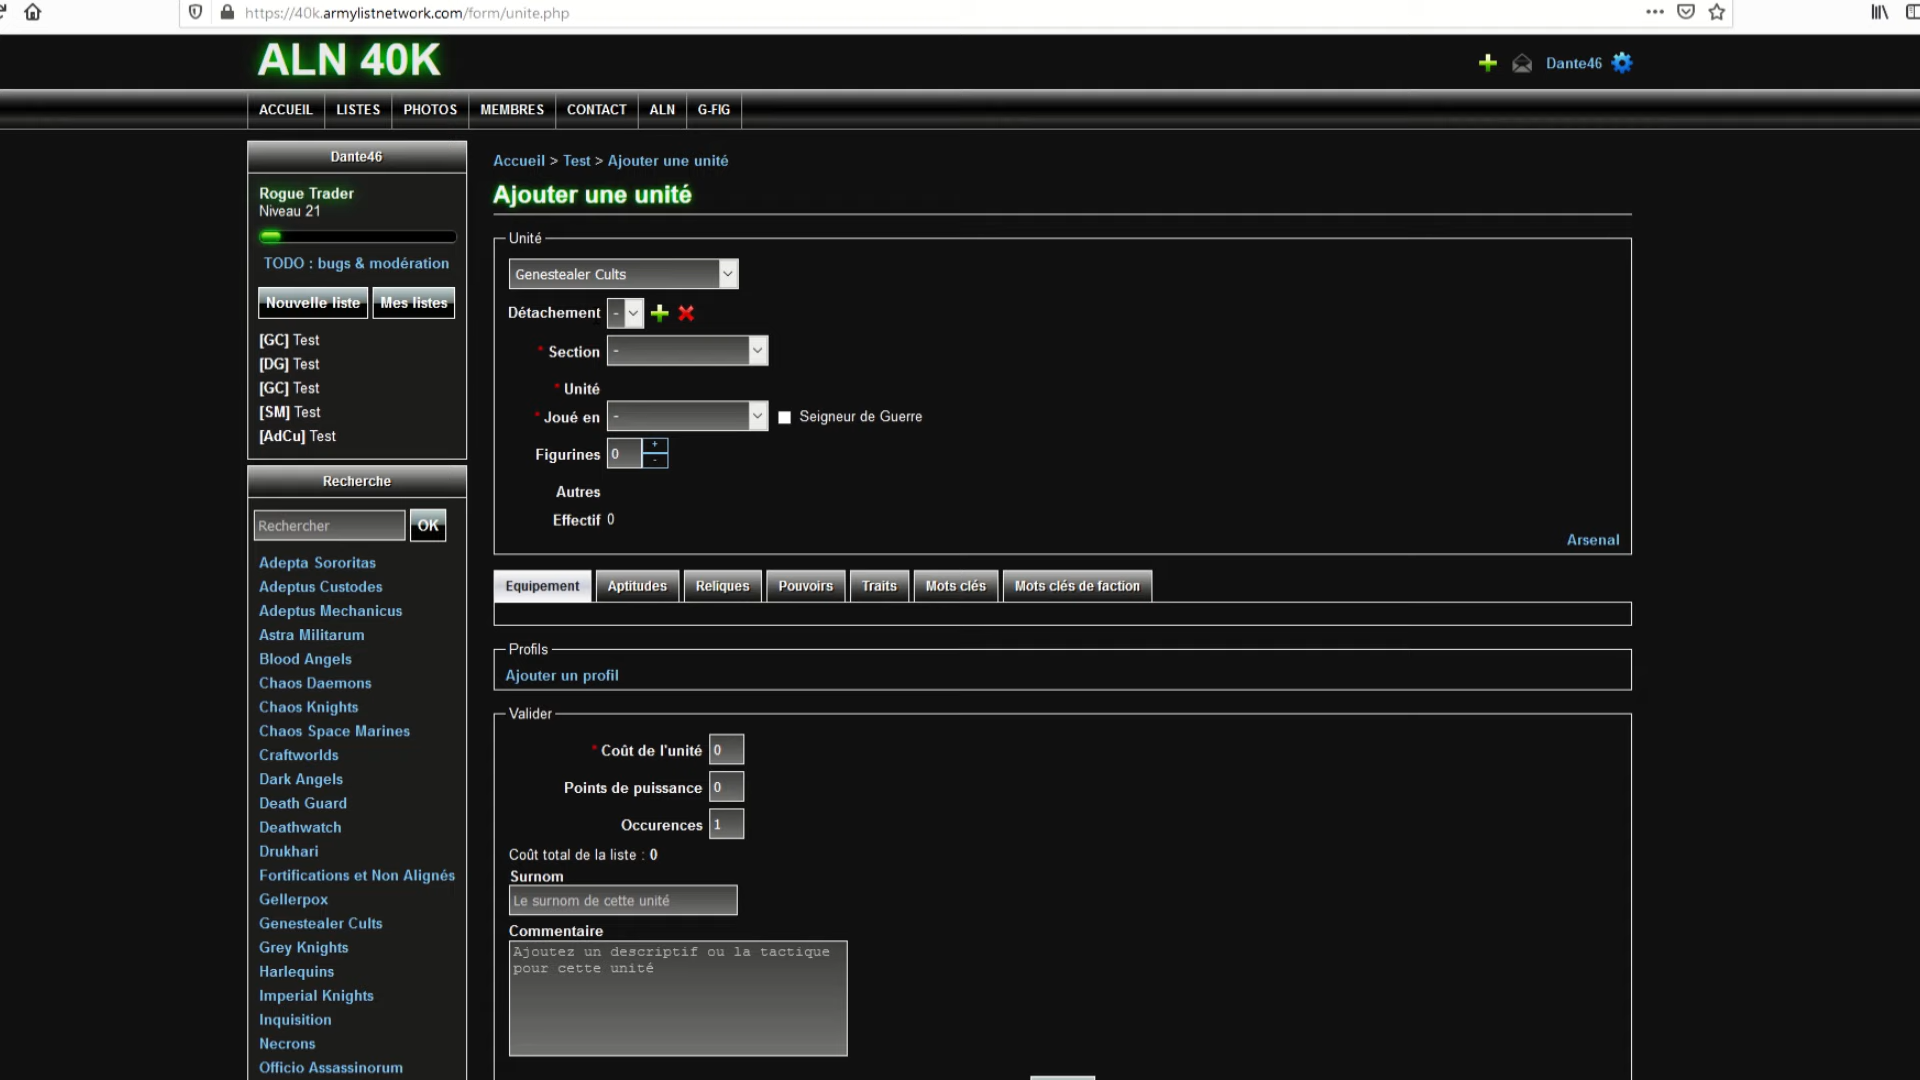 https://40k.armylistnetwork.com/form/unite.php
ALN 40K
Dante46
ACCUEIL LISTES PHOTOS MEMBRES CONTACT ALN G-FIG
Dante46
Rogue Trader
Niveau 21
TODO : bugs & modération
Nouvelle liste Mes listes
[GC] Test
[DG] Test
[GC] Test
[SM] Test
[AdCu] Test
Recherche
Rechercher OK
Adepta Sororitas
Adeptus Custodes
Adeptus Mechanicus
Astra Militarum
Blood Angels
Chaos Daemons
Chaos Knights
Chaos Space Marines
Craftworlds
Dark Angels
Death Guard
Deathwatch
Drukhari
Fortifications et Non Alignés
Gellerpox
Genestealer Cults
Grey Knights
Harlequins
Imperial Knights
Inquisition
Necrons
Officio Assassinorum
Accueil > Test > Ajouter une unité
Ajouter une unité
Unité
Genestealer Cults
Détachement -
* Section -
* Unité
* Joué en - Seigneur de Guerre
Figurines 0 + -
Autres
Effectif 0
Arsenal
Equipement Aptitudes Reliques Pouvoirs Traits Mots clés Mots clés de faction
Profils
Ajouter un profil
Valider
* Coût de l'unité 0
Points de puissance 0
Occurences 1
Coût total de la liste : 0
Surnom
Le surnom de cette unité
Commentaire
Ajoutez un descriptif ou la tactique
pour cette unité